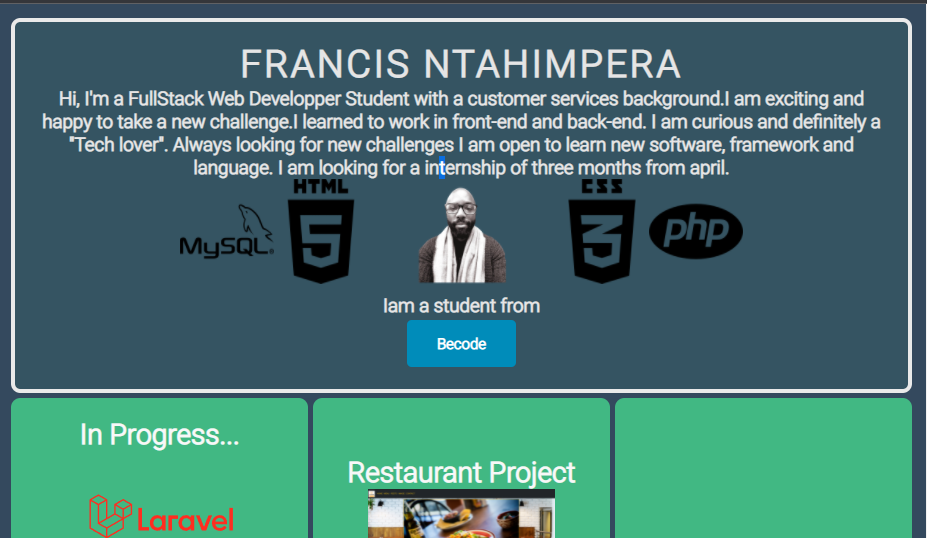 FRANCIS NTAHIMPERA
Hi, I'm a FullStack Web Developper Student with a customer services background.I am exciting and
happy to take a new challenge.I learned to work in front-end and back-end. I am curious and definitely a
"Tech lover". Always looking for new challenges I am open to learn new software, framework and
language. I am looking for a internship of three months from april.
MySQL
HTML
5
CSS
3
php
Iam a student from
Becode
In Progress...
Laravel
Restaurant Project